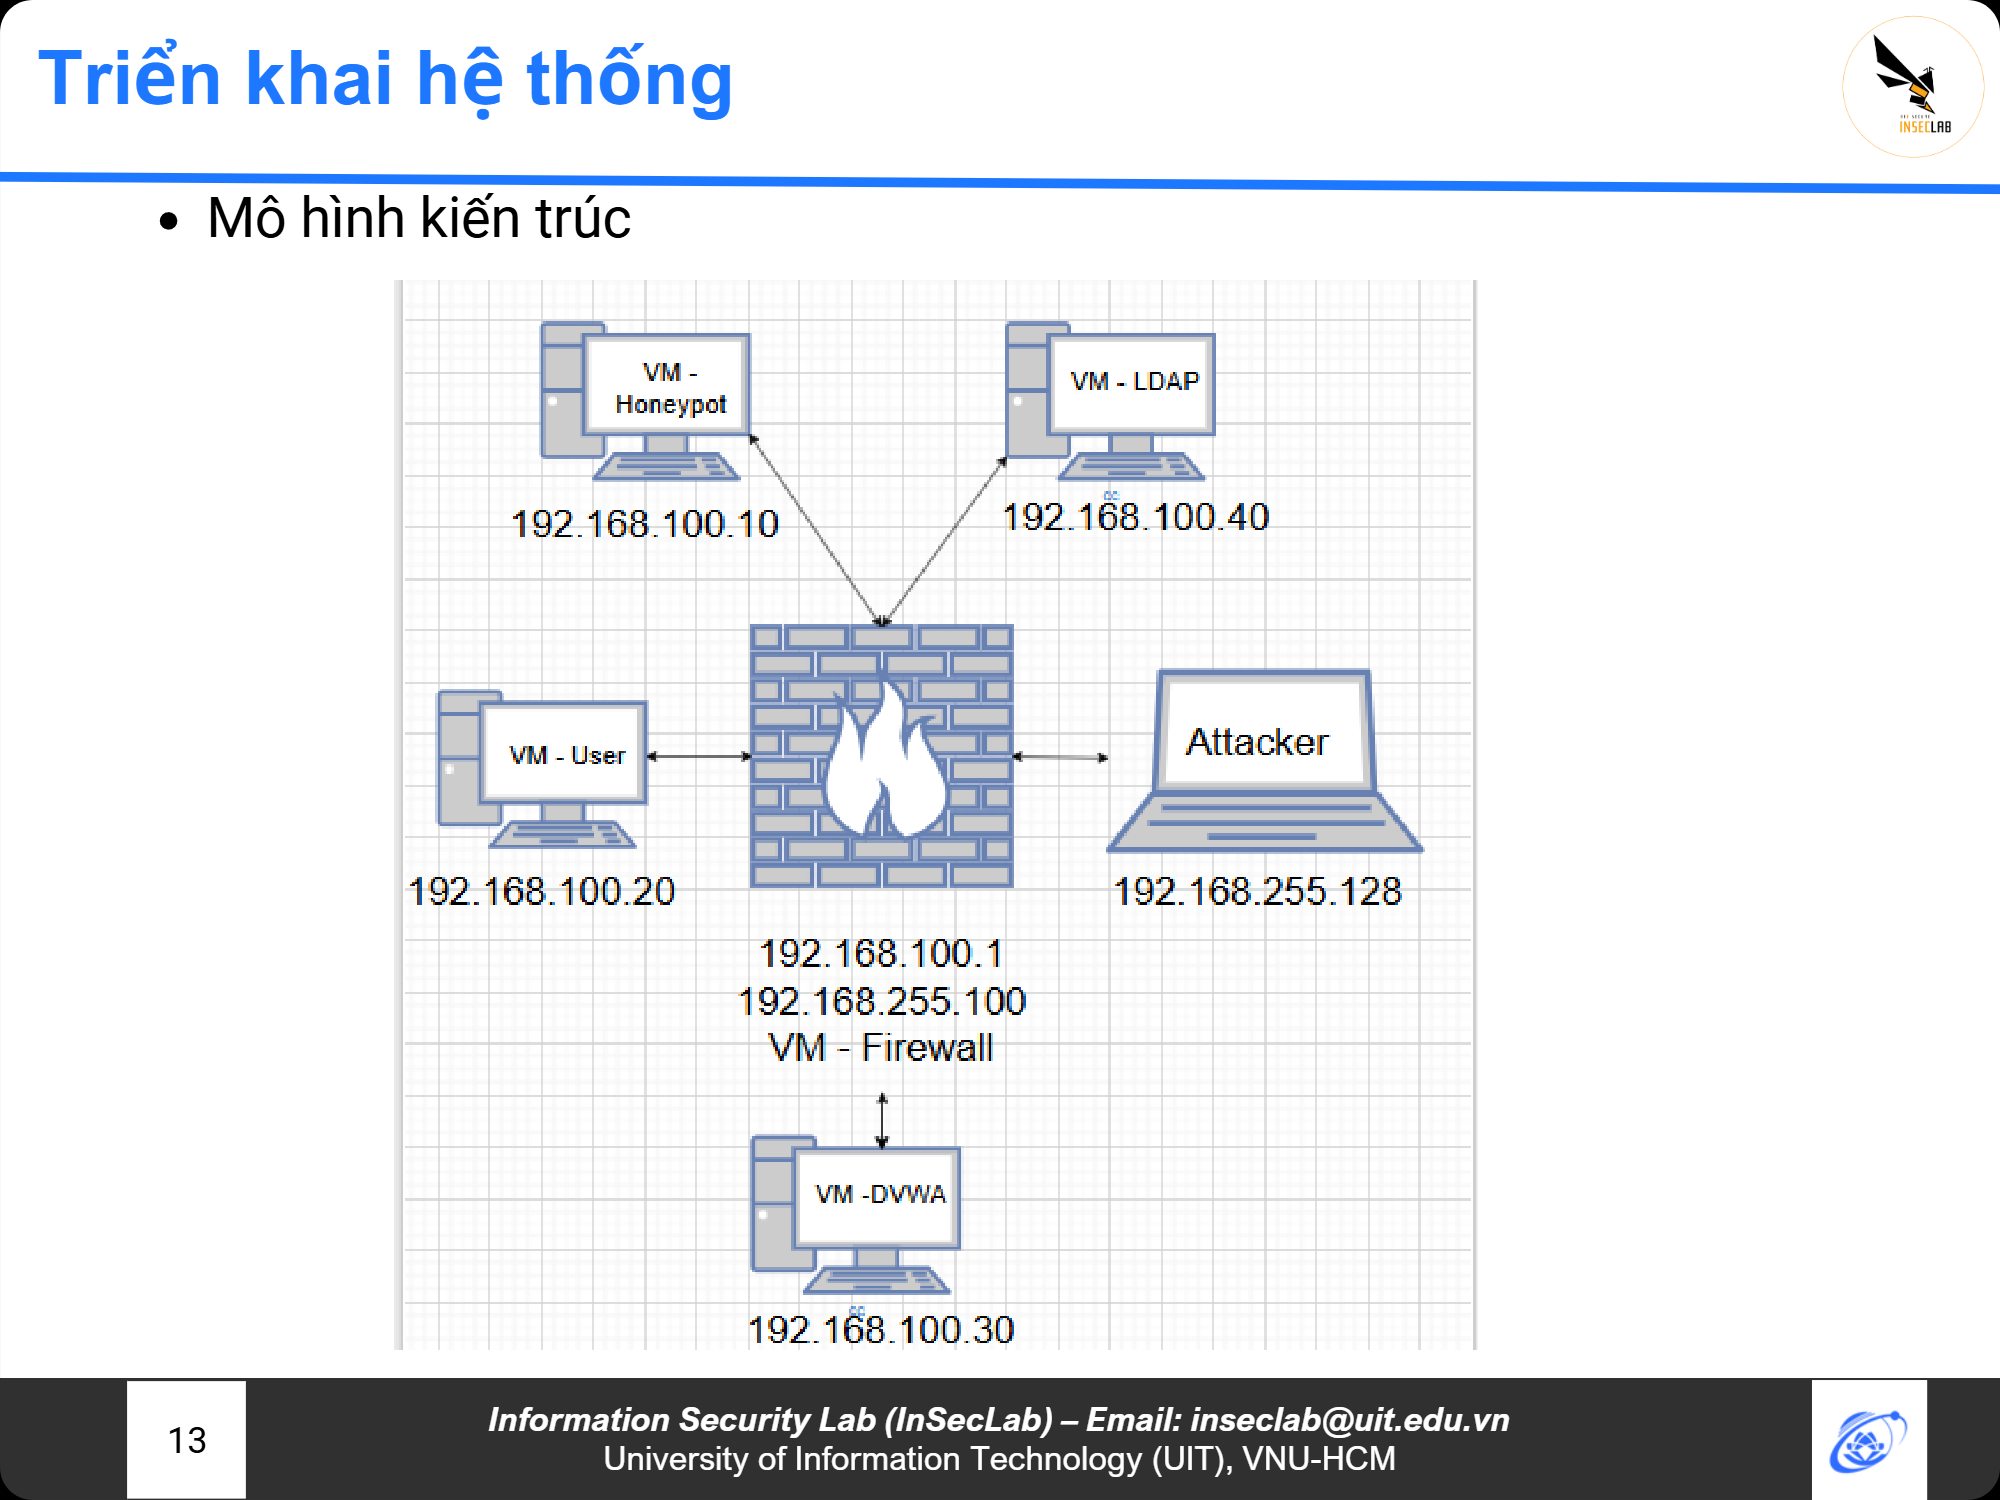 Triển khai hệ thống
INSECLAB
• Mô hình kiến trúc
VM -
Honeypot
VM - LDAP
192.168.100.10
192.168.100.40
VM - User
Attacker
192.168.100.20
192.168.255.128
192.168.100.1
192.168.255.100
VM - Firewall
VM -DVWA
192.168.100.30
13
Information Security Lab (InSecLab) – Email: inseclab@uit.edu.vn
University of Information Technology (UIT), VNU-HCM